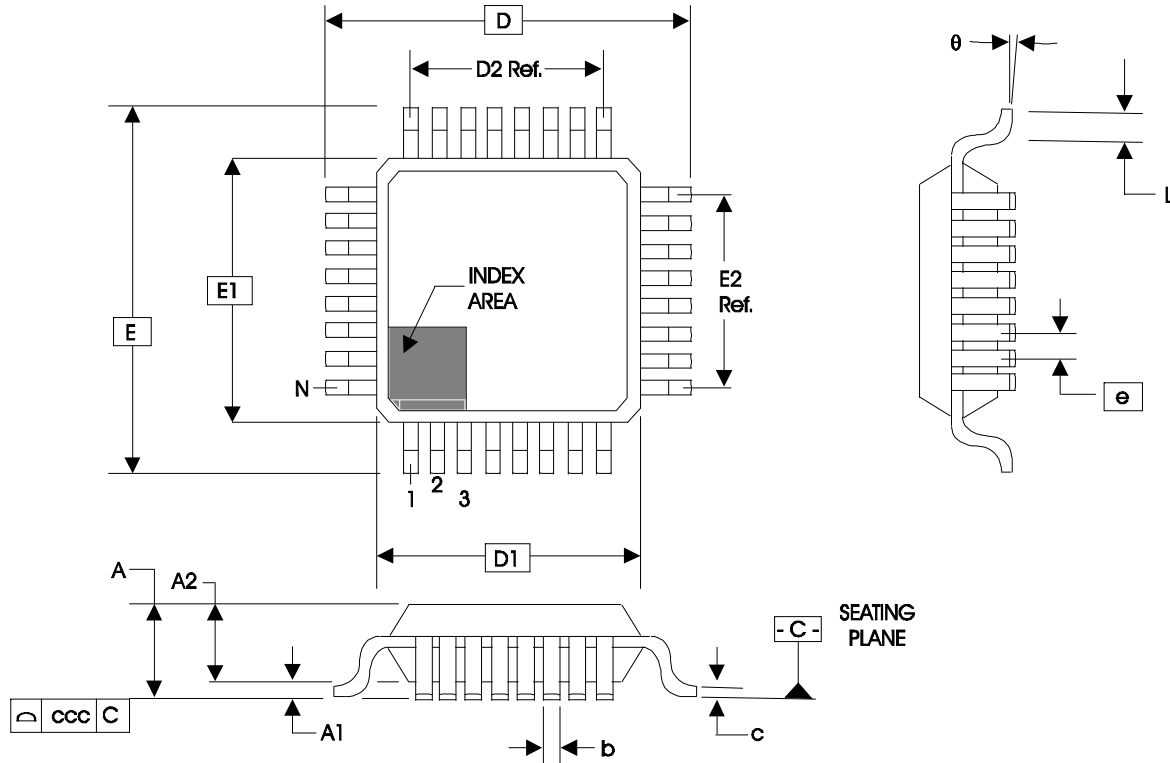 D
D2 Ref.
θ
L
E1
E
INDEX
AREA
E2
Ref.
N
e
1
2
3
D1
A
A2
- C -
SEATING
PLANE
ccc C
A1
b
c